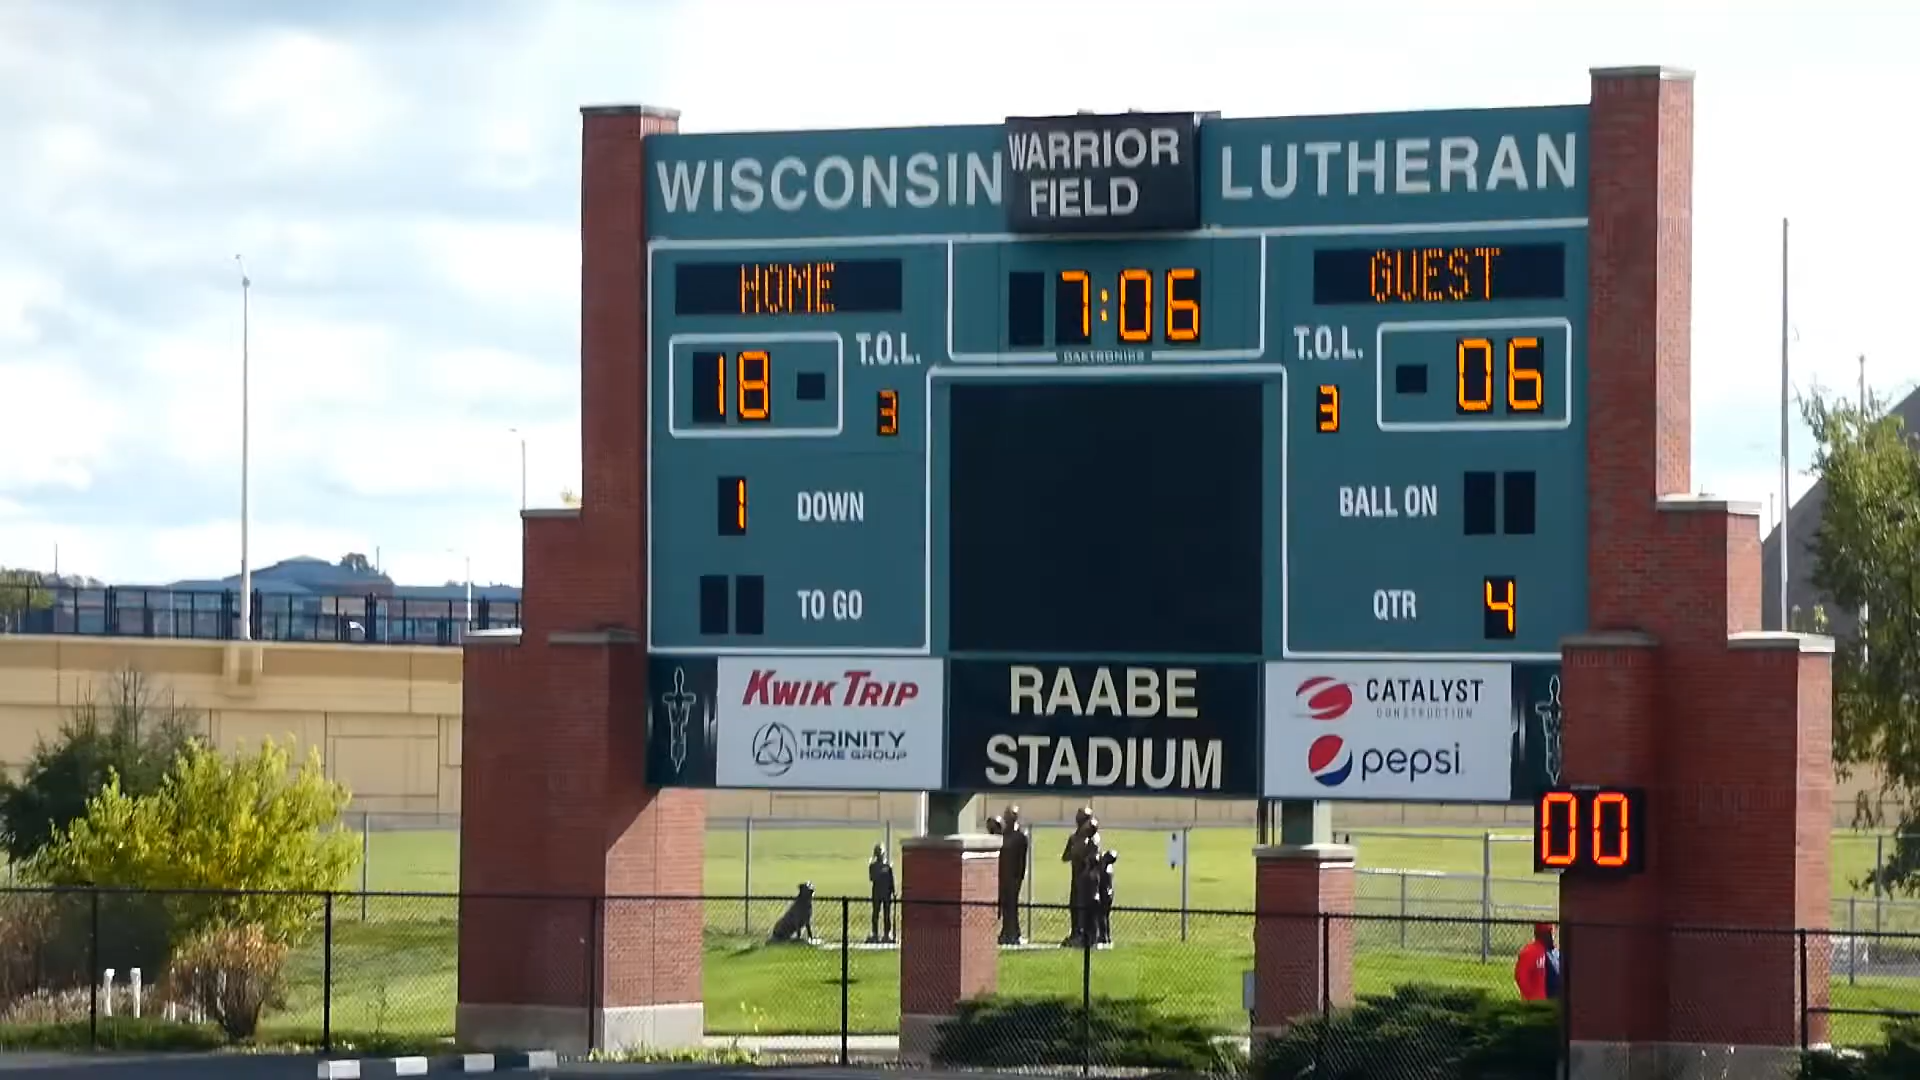 WISCONSIN WARRIOR FIELD LUTHERAN
HOME 7:06 GUEST
DAKTRONICS
18 T.O.L. 3 T.O.L. 3 06
1 DOWN BALL ON
TO GO QTR 4
KWIK TRIP
TRINITY
HOME GROUP
RAABE
STADIUM
CATALYST
CONSTRUCTION
pepsi
00